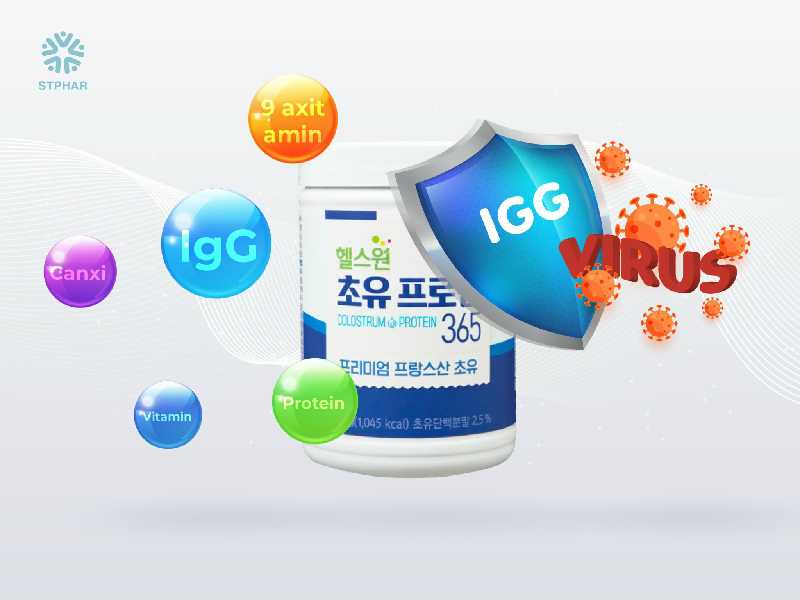 STPHAR
9 axit
amin
IgG
Canxi
Vitamin
Protein
IGG
VIRUS
헬스원
초유 프로
COLOSTRUM PROTEIN
365
프리미엄 프랑스산 초유
(1,045 kcal) 초유단백분말 2.5%